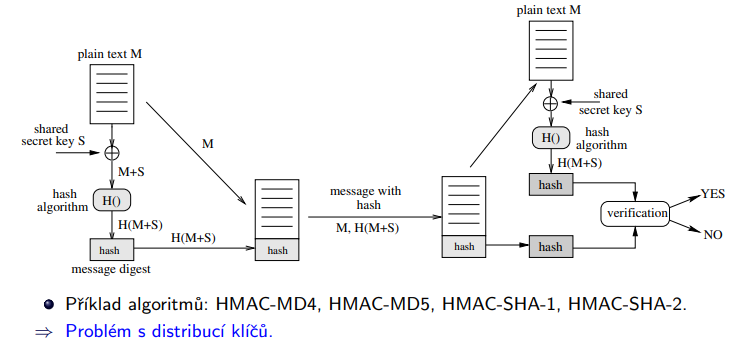 plain text M
plain text M
shared
secret key S
M
M+S
hash
algorithm
H()
H(M+S)
hash
message digest
H(M+S)
hash
message with
hash
M, H(M+S)
hash
shared
secret key S
H()
hash
algorithm
H(M+S)
hash
hash
verification
YES
NO
Příklad algoritmů: HMAC-MD4, HMAC-MD5, HMAC-SHA-1, HMAC-SHA-2.
⇒ Problém s distribucí klíčů.